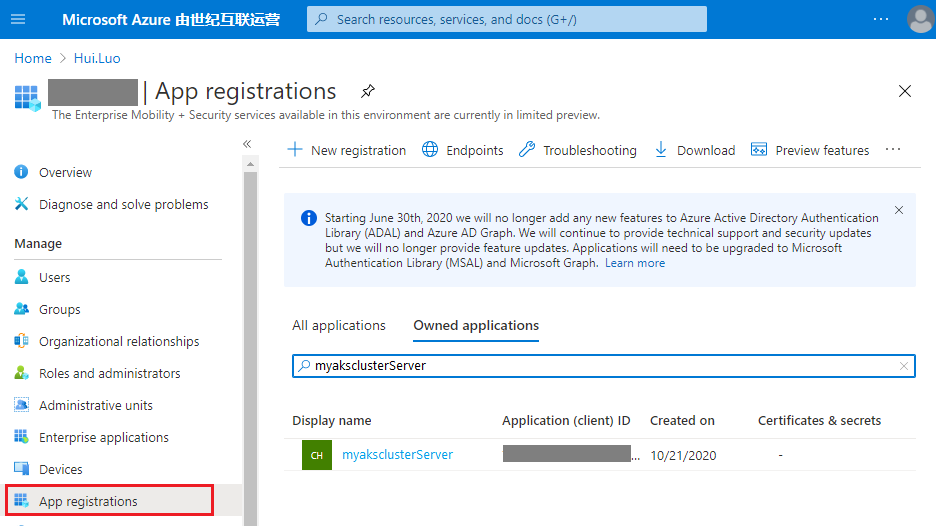 Microsoft Azure 由世纪互联运营
Search resources, services, and docs (G+/)
Home > Hui.Luo
| App registrations
The Enterprise Mobility + Security services available in this environment are currently in limited preview.
Overview
Diagnose and solve problems
Manage
Users
Groups
Organizational relationships
Roles and administrators
Administrative units
Enterprise applications
Devices
App registrations
New registration Endpoints Troubleshooting Download Preview features ...
Starting June 30th, 2020 we will no longer add any new features to Azure Active Directory Authentication
Library (ADAL) and Azure AD Graph. We will continue to provide technical support and security updates
but we will no longer provide feature updates. Applications will need to be upgraded to Microsoft
Authentication Library (MSAL) and Microsoft Graph. Learn more
All applications Owned applications
myaksclusterServer
Display name Application (client) ID Created on Certificates & secrets
CH myaksclusterServer ... 10/21/2020 -